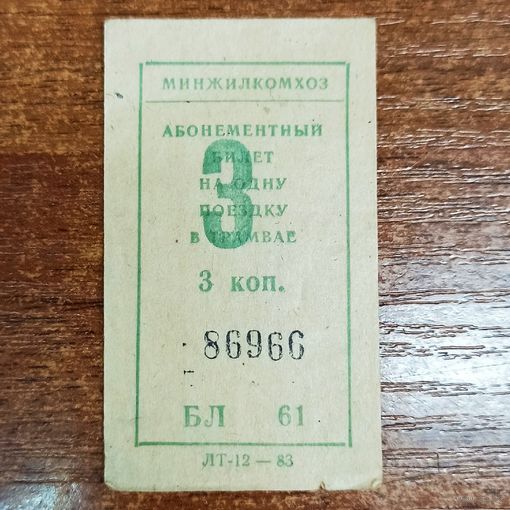 МИНЖИЛКОМХОЗ
АБОНЕМЕНТНЫЙ
БИЛЕТ
НА ОДНУ
ПОЕЗДКУ
В ТРАМВАЕ
3
3 коп.
86966
БЛ 61
ЛТ-12 — 83